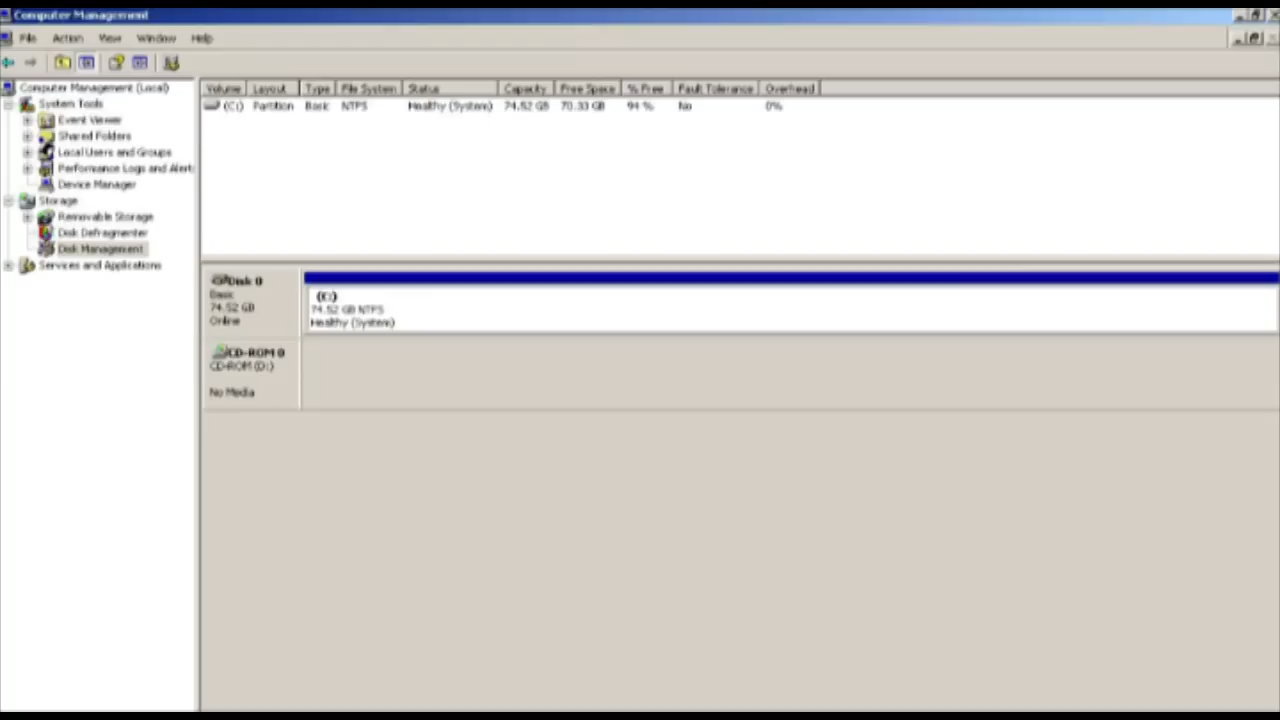 Computer Management
File Action View Window Help
Computer Management (Local)
System Tools
Event Viewer
Shared Folders
Local Users and Groups
Performance Logs and Alert
Device Manager
Storage
Removable Storage
Disk Defragmenter
Disk Management
Services and Applications
Volume Layout Type File System Status Capacity Free Space % Free Fault Tolerance Overhead
(C:) Partition Basic NTFS Healthy (System) 74.52 GB 70.33 GB 94 % No 0%
Disk 0
Basic
74.52 GB
Online
(C:)
74.52 GB NTFS
Healthy (System)
CD-ROM 0
CD-ROM (D:)
No Media